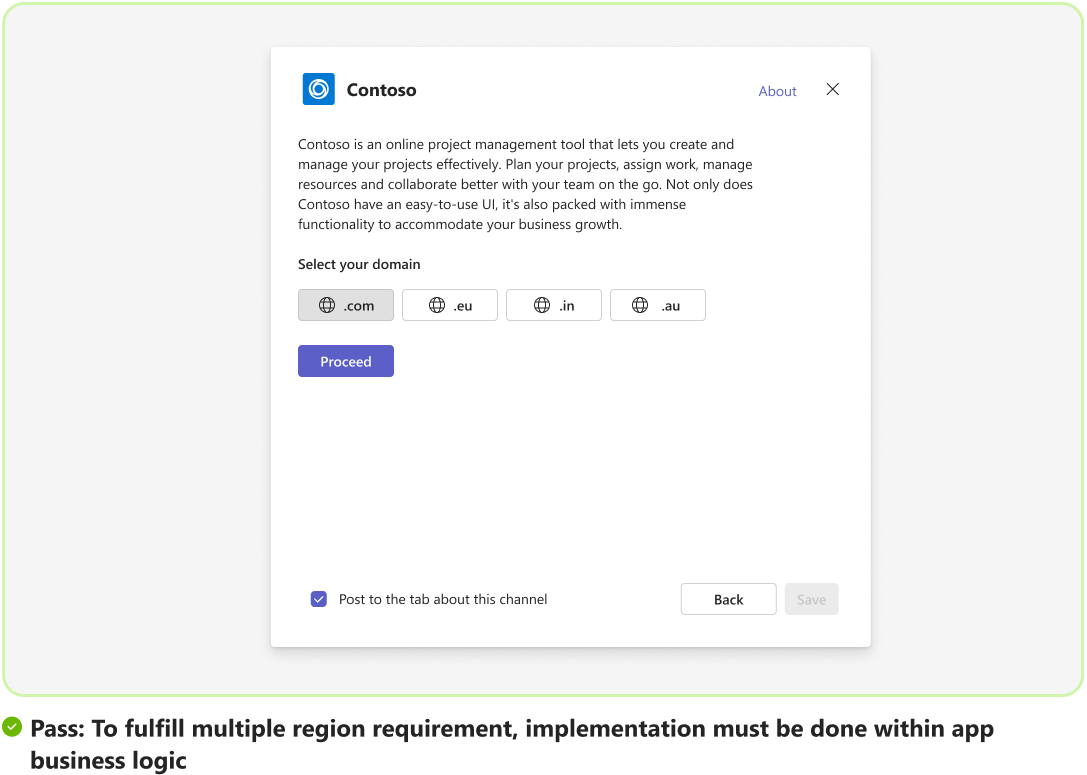 Contoso
About
Contoso is an online project management tool that lets you create and
manage your projects effectively. Plan your projects, assign work, manage
resources and collaborate better with your team on the go. Not only does
Contoso have an easy-to-use UI, it's also packed with immense
functionality to accommodate your business growth.
Select your domain
.com
.eu
.in
.au
Proceed
Post to the tab about this channel
Back
Save
Pass: To fulfill multiple region requirement, implementation must be done within app
business logic